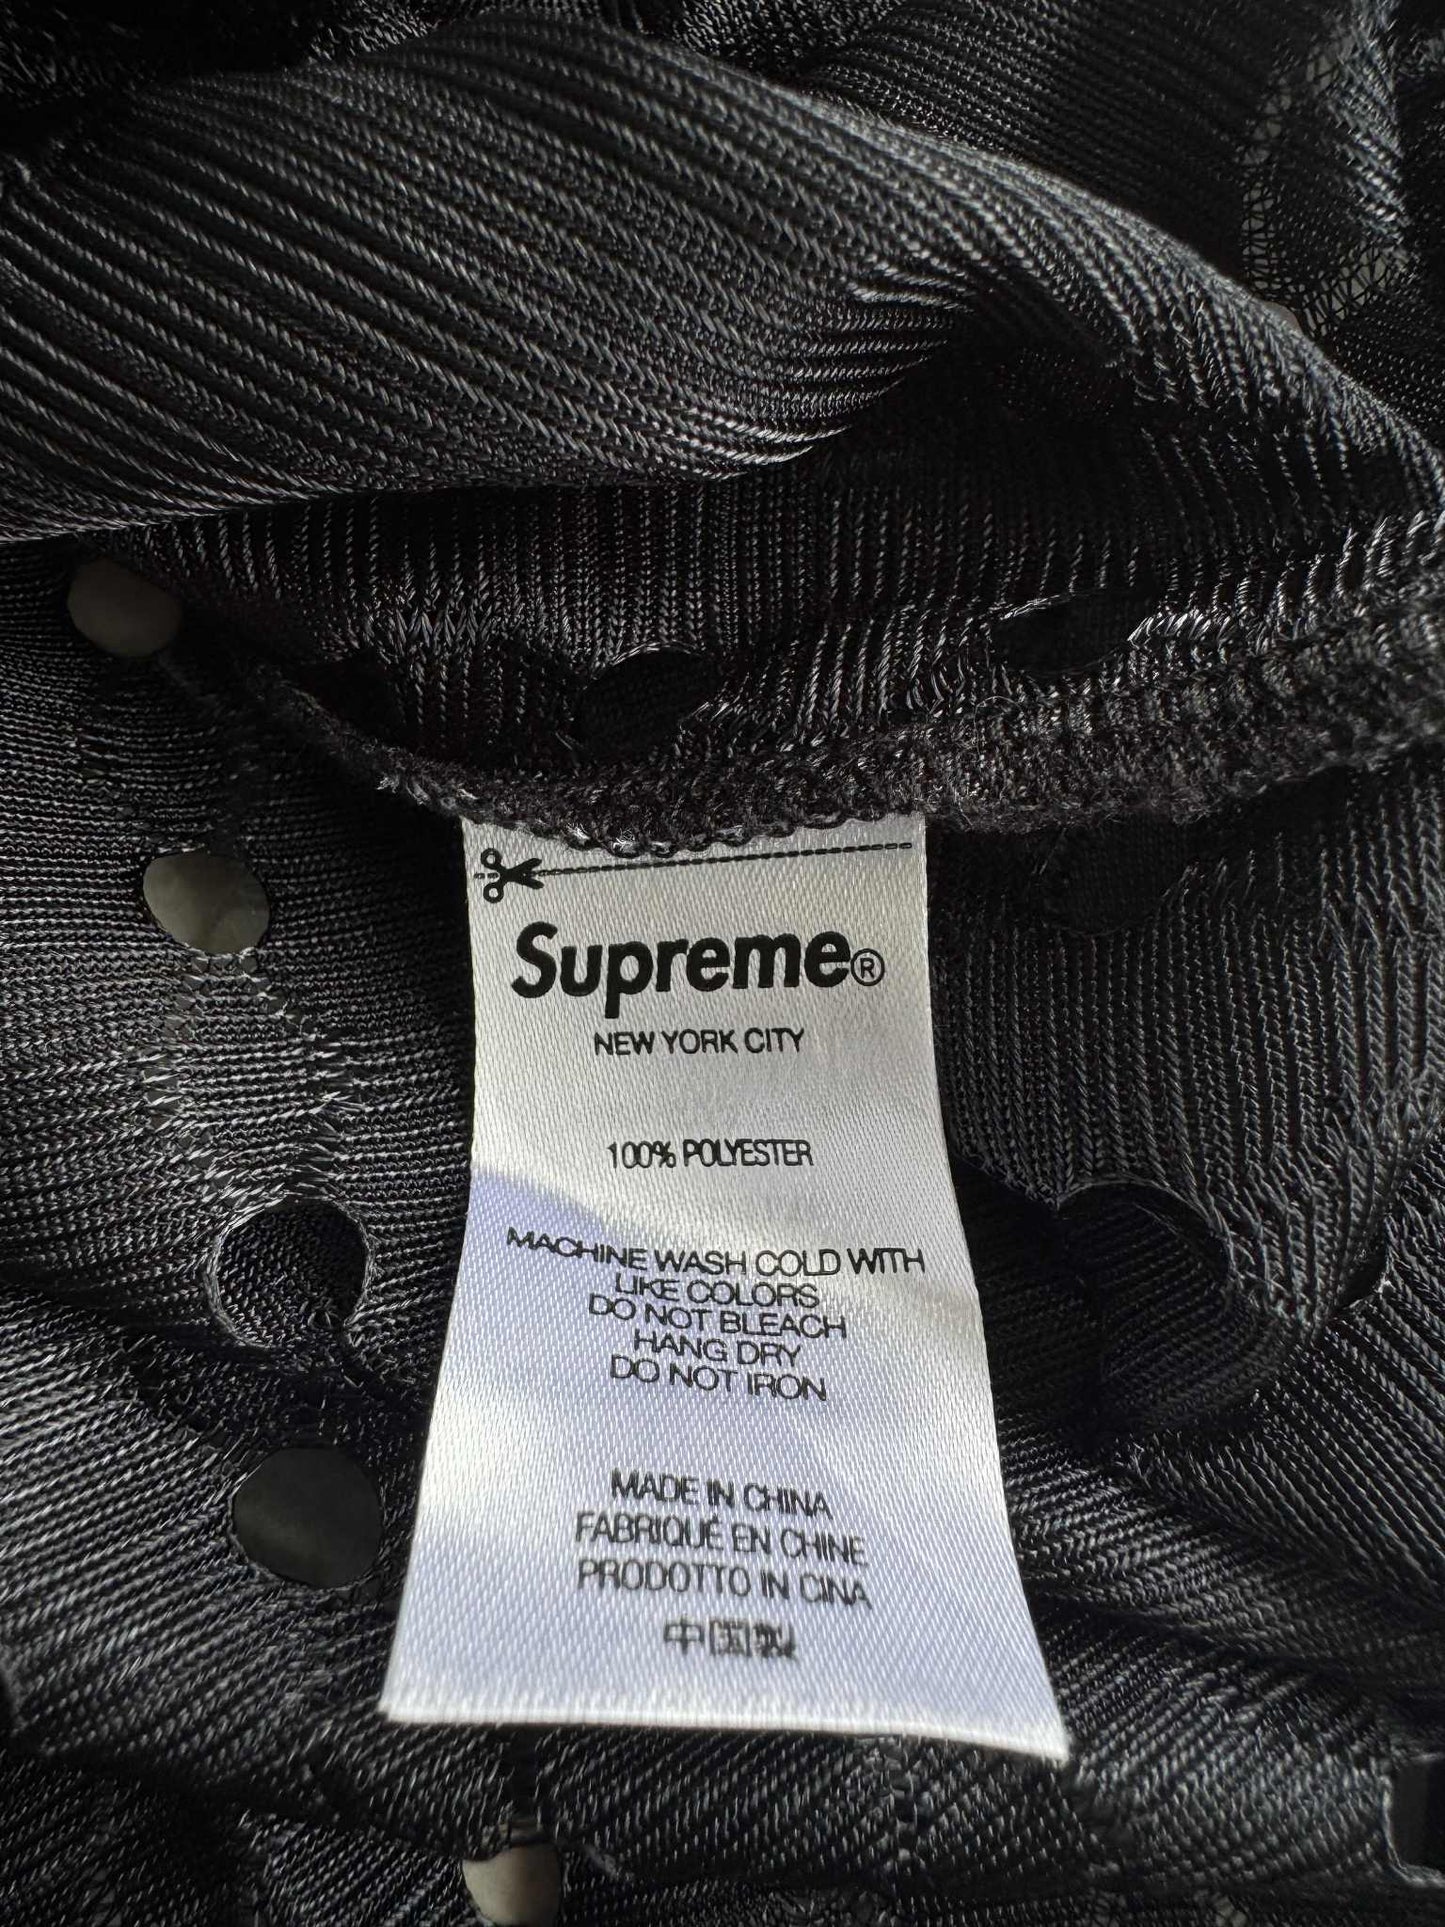 Supreme®
NEW YORK CITY
100% POLYESTER
MACHINE WASH COLD WITH
LIKE COLORS
DO NOT BLEACH
HANG DRY
DO NOT IRON
MADE IN CHINA
FABRIQUÉ EN CHINE
PRODOTTO IN CINA
中国製